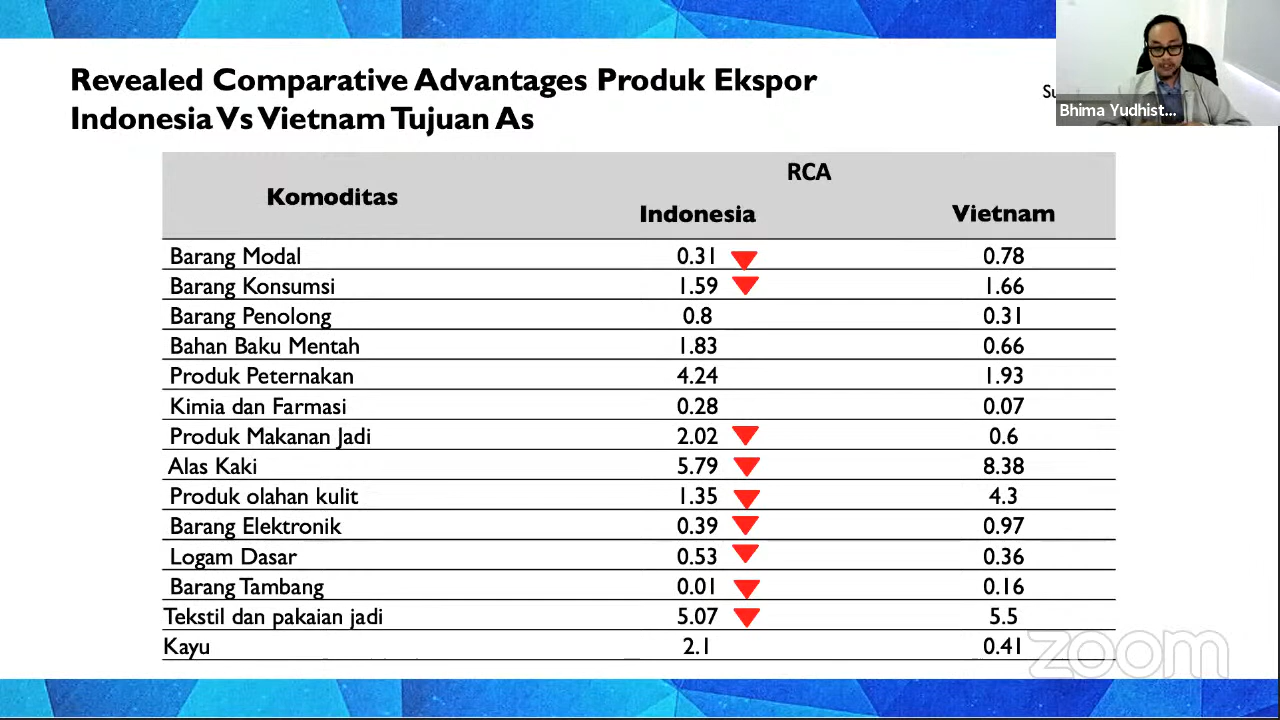 Revealed Comparative Advantages Produk Ekspor
Indonesia Vs Vietnam Tujuan As
Bhima Yudhist...
Komoditas
RCA
Indonesia
Vietnam
Barang Modal 0.31 0.78
Barang Konsumsi 1.59 1.66
Barang Penolong 0.8 0.31
Bahan Baku Mentah 1.83 0.66
Produk Peternakan 4.24 1.93
Kimia dan Farmasi 0.28 0.07
Produk Makanan Jadi 2.02 0.6
Alas Kaki 5.79 8.38
Produk olahan kulit 1.35 4.3
Barang Elektronik 0.39 0.97
Logam Dasar 0.53 0.36
Barang Tambang 0.01 0.16
Tekstil dan pakaian jadi 5.07 5.5
Kayu 2.1 0.41
zoom